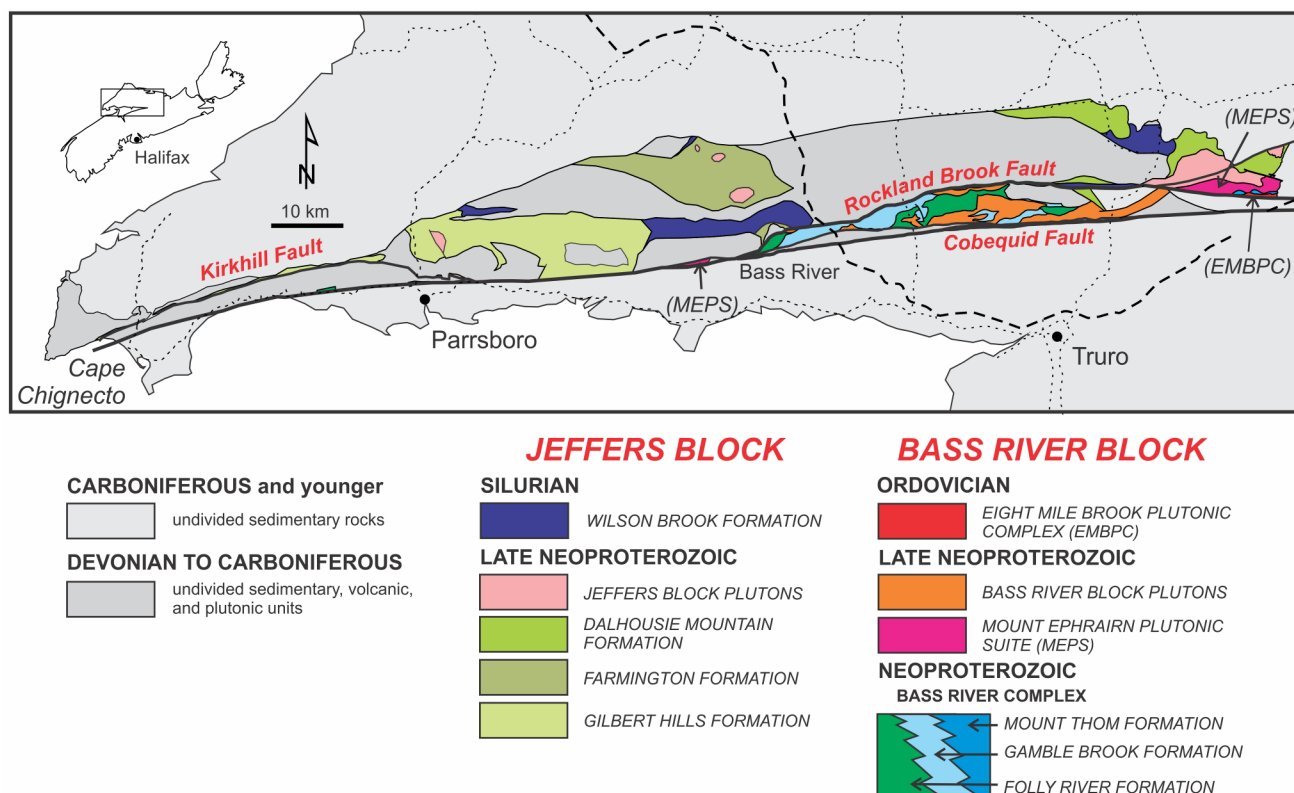 Halifax
N
10 km
Kirkhill Fault
Rockland Brook Fault
Cobequid Fault
(MEPS)
(EMBPC)
Bass River
(MEPS)
Parrsboro
Truro
Cape
Chignecto
CARBONIFEROUS and younger
undivided sedimentary rocks
DEVONIAN TO CARBONIFEROUS
undivided sedimentary, volcanic,
and plutonic units
JEFFERS BLOCK
SILURIAN
WILSON BROOK FORMATION
LATE NEOPROTEROZOIC
JEFFERS BLOCK PLUTONS
DALHOUSIE MOUNTAIN
FORMATION
FARMINGTON FORMATION
GILBERT HILLS FORMATION
BASS RIVER BLOCK
ORDOVICIAN
EIGHT MILE BROOK PLUTONIC
COMPLEX (EMBPC)
LATE NEOPROTEROZOIC
BASS RIVER BLOCK PLUTONS
MOUNT EPHRAIRN PLUTONIC
SUITE (MEPS)
NEOPROTEROZOIC
BASS RIVER COMPLEX
MOUNT THOM FORMATION
GAMBLE BROOK FORMATION
FOLLY RIVER FORMATION